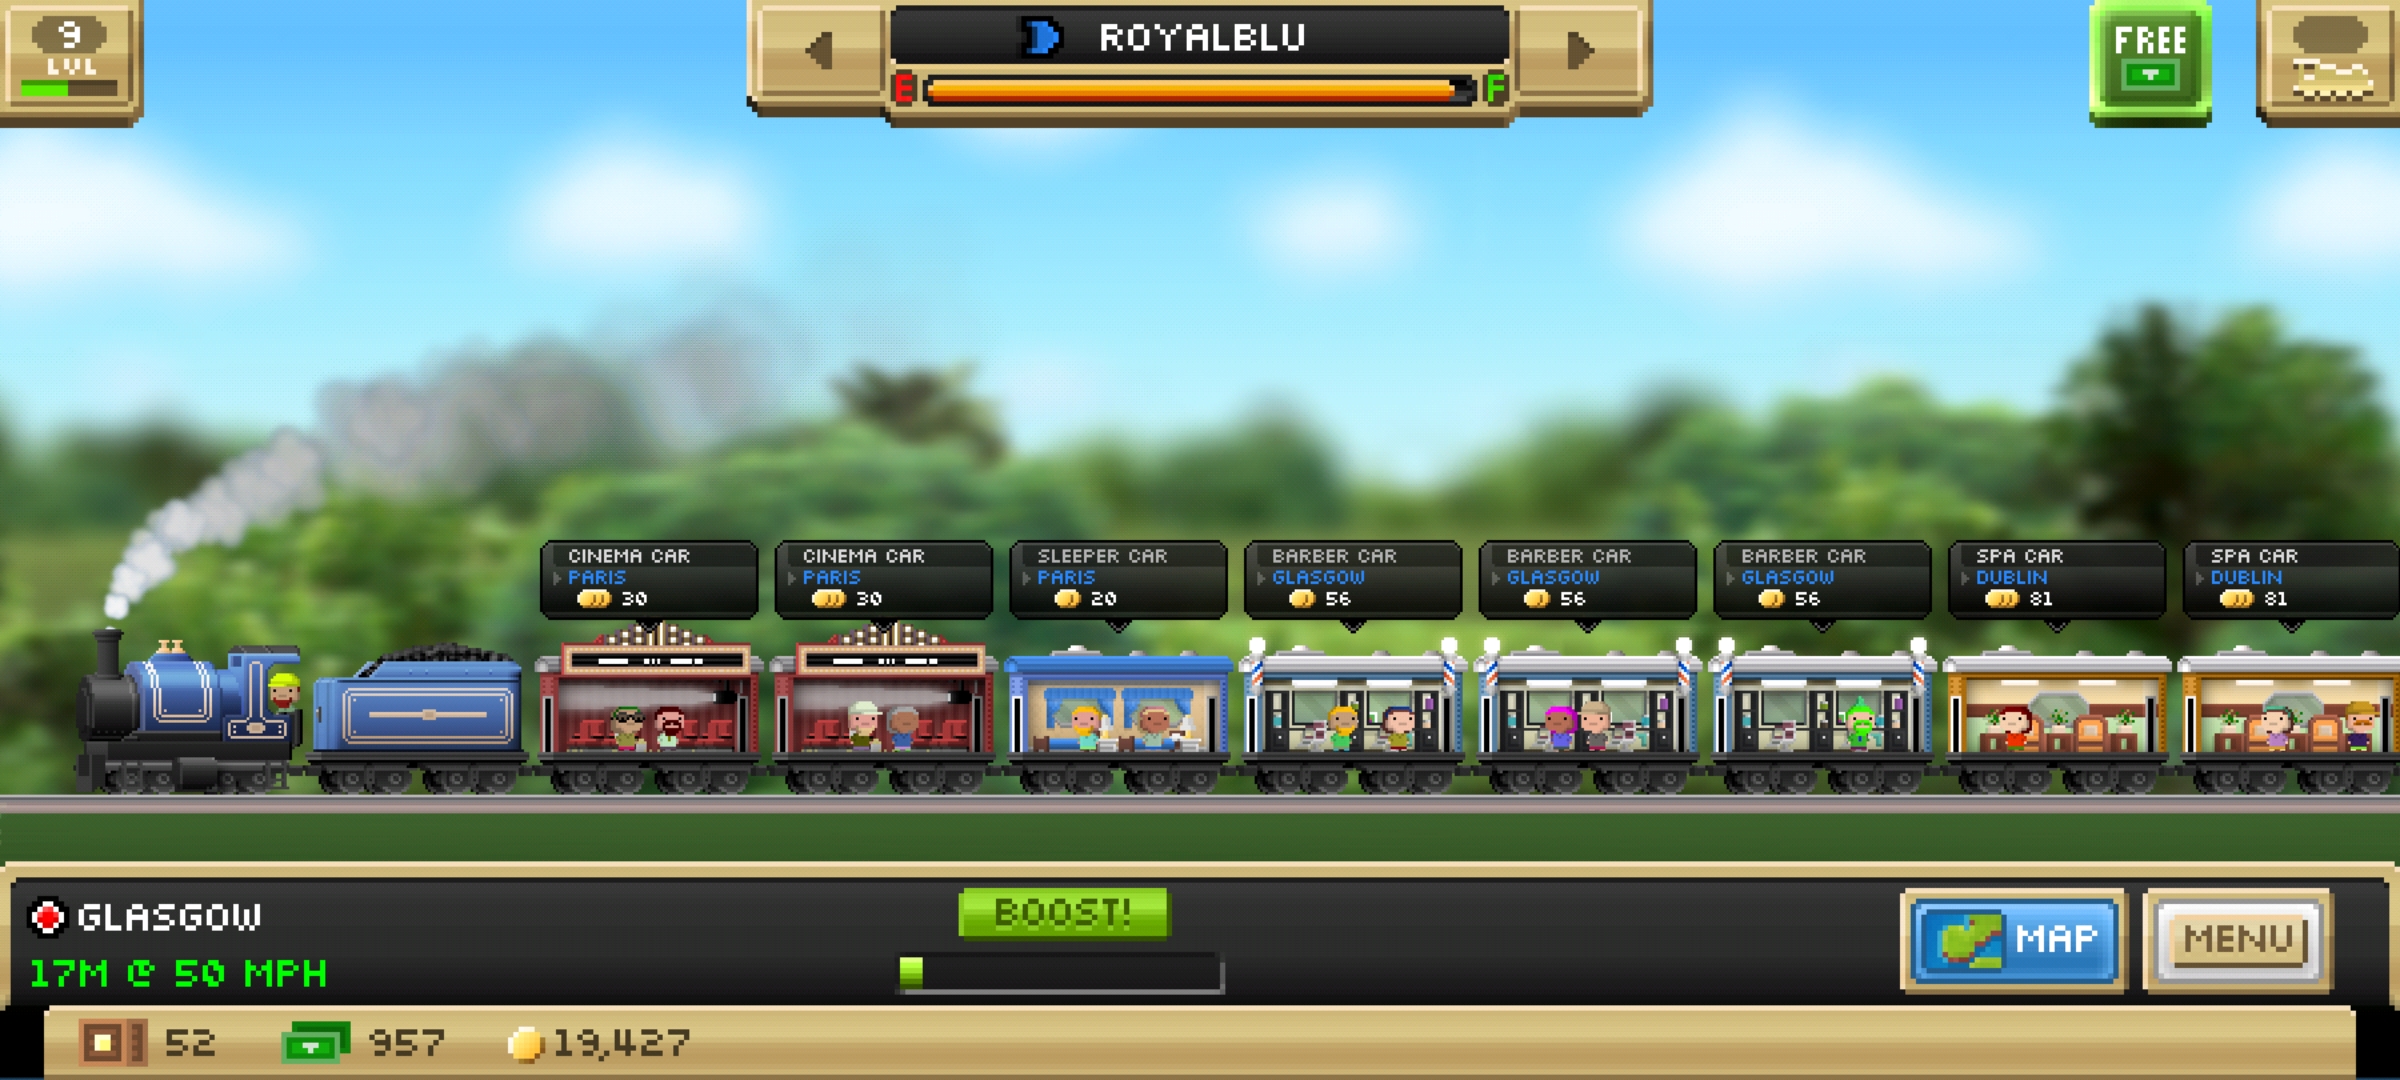 9
LVL
ROYALBLU
E F
FREE
CINEMA CAR
PARIS
30
CINEMA CAR
PARIS
30
SLEEPER CAR
PARIS
20
BARBER CAR
GLASGOW
56
BARBER CAR
GLASGOW
56
BARBER CAR
GLASGOW
56
SPA CAR
DUBLIN
81
SPA CAR
DUBLIN
81
GLASGOW
17M @ 50 MPH
BOOST!
MAP
MENU
52
957
19,427